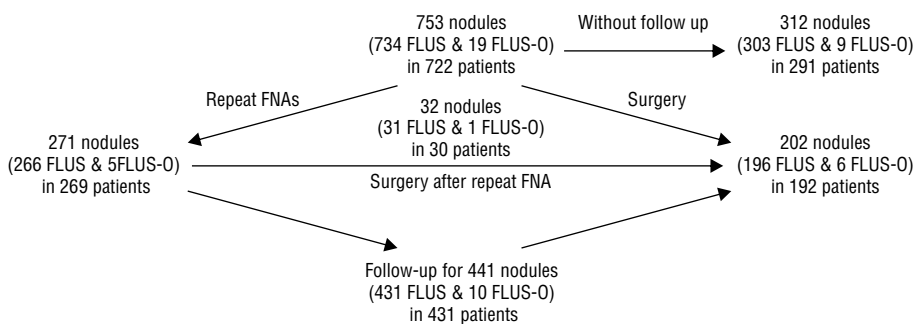 753 nodules
(734 FLUS & 19 FLUS-O)
in 722 patients
Without follow up
312 nodules
(303 FLUS & 9 FLUS-O)
in 291 patients
Repeat FNAs
32 nodules
(31 FLUS & 1 FLUS-O)
in 30 patients
Surgery
271 nodules
(266 FLUS & 5FLUS-O)
in 269 patients
Surgery after repeat FNA
202 nodules
(196 FLUS & 6 FLUS-O)
in 192 patients
Follow-up for 441 nodules
(431 FLUS & 10 FLUS-O)
in 431 patients